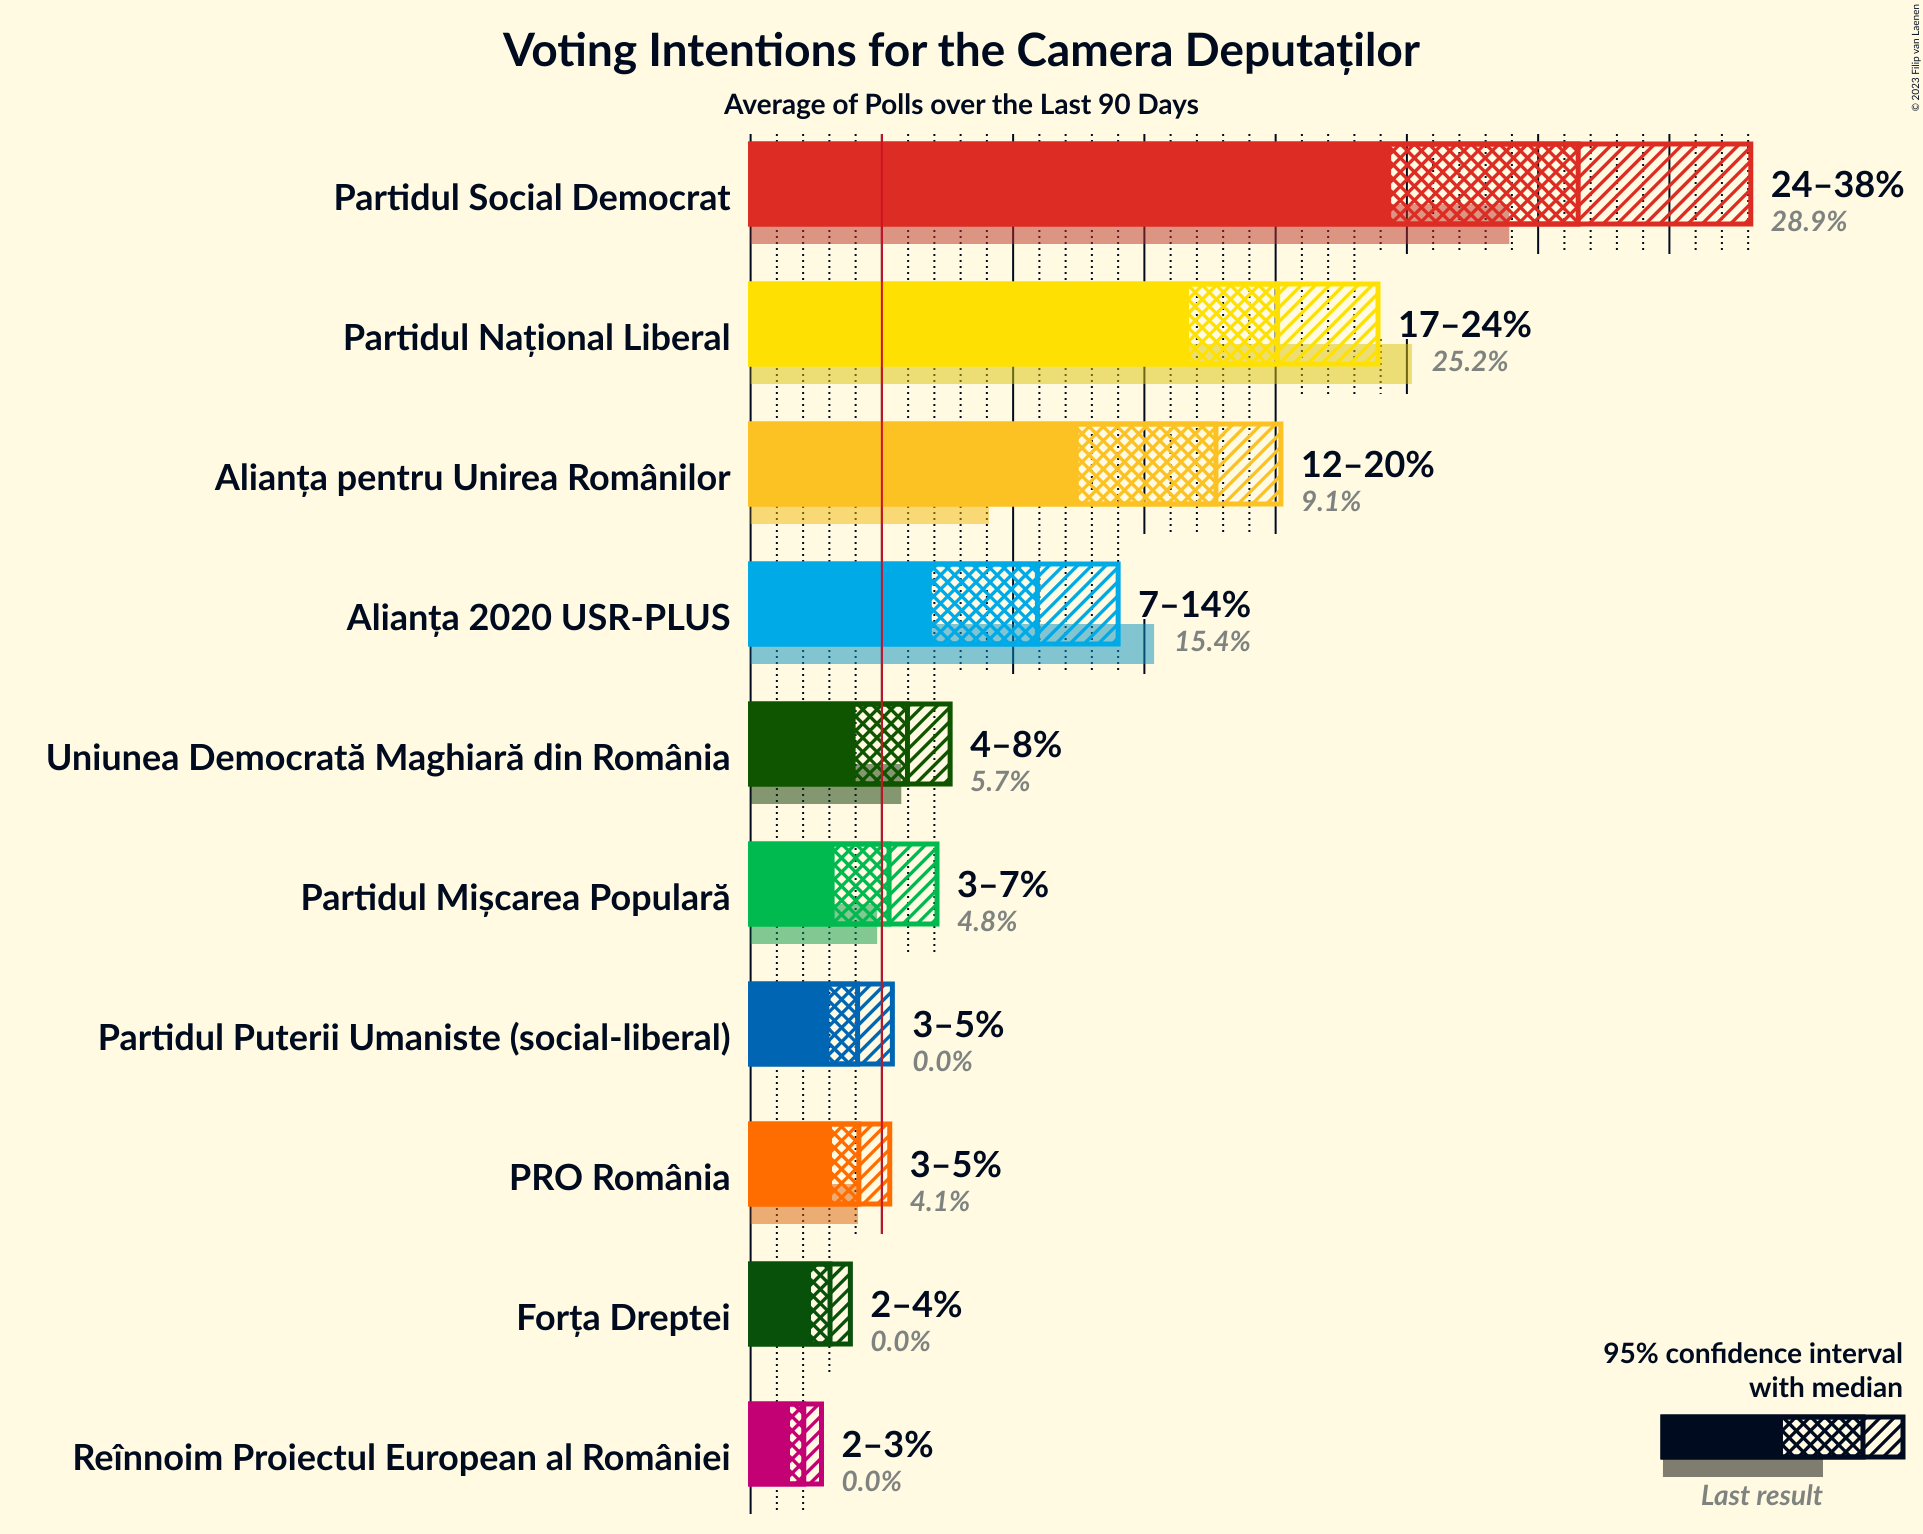 Voting Intentions for the Camera Deputaților
Average of Polls over the Last 90 Days
© 2023 Filip van Laenen
Partidul Social Democrat
24–38%
28.9%
Partidul Național Liberal
17–24%
25.2%
Alianța pentru Unirea Românilor
12–20%
9.1%
Alianța 2020 USR-PLUS
7–14%
15.4%
Uniunea Democrată Maghiară din România
4–8%
5.7%
Partidul Mișcarea Populară
3–7%
4.8%
Partidul Puterii Umaniste (social-liberal)
3–5%
0.0%
PRO România
3–5%
4.1%
Forța Dreptei
2–4%
0.0%
Reînnoim Proiectul European al României
2–3%
0.0%
95% confidence interval
with median
Last result